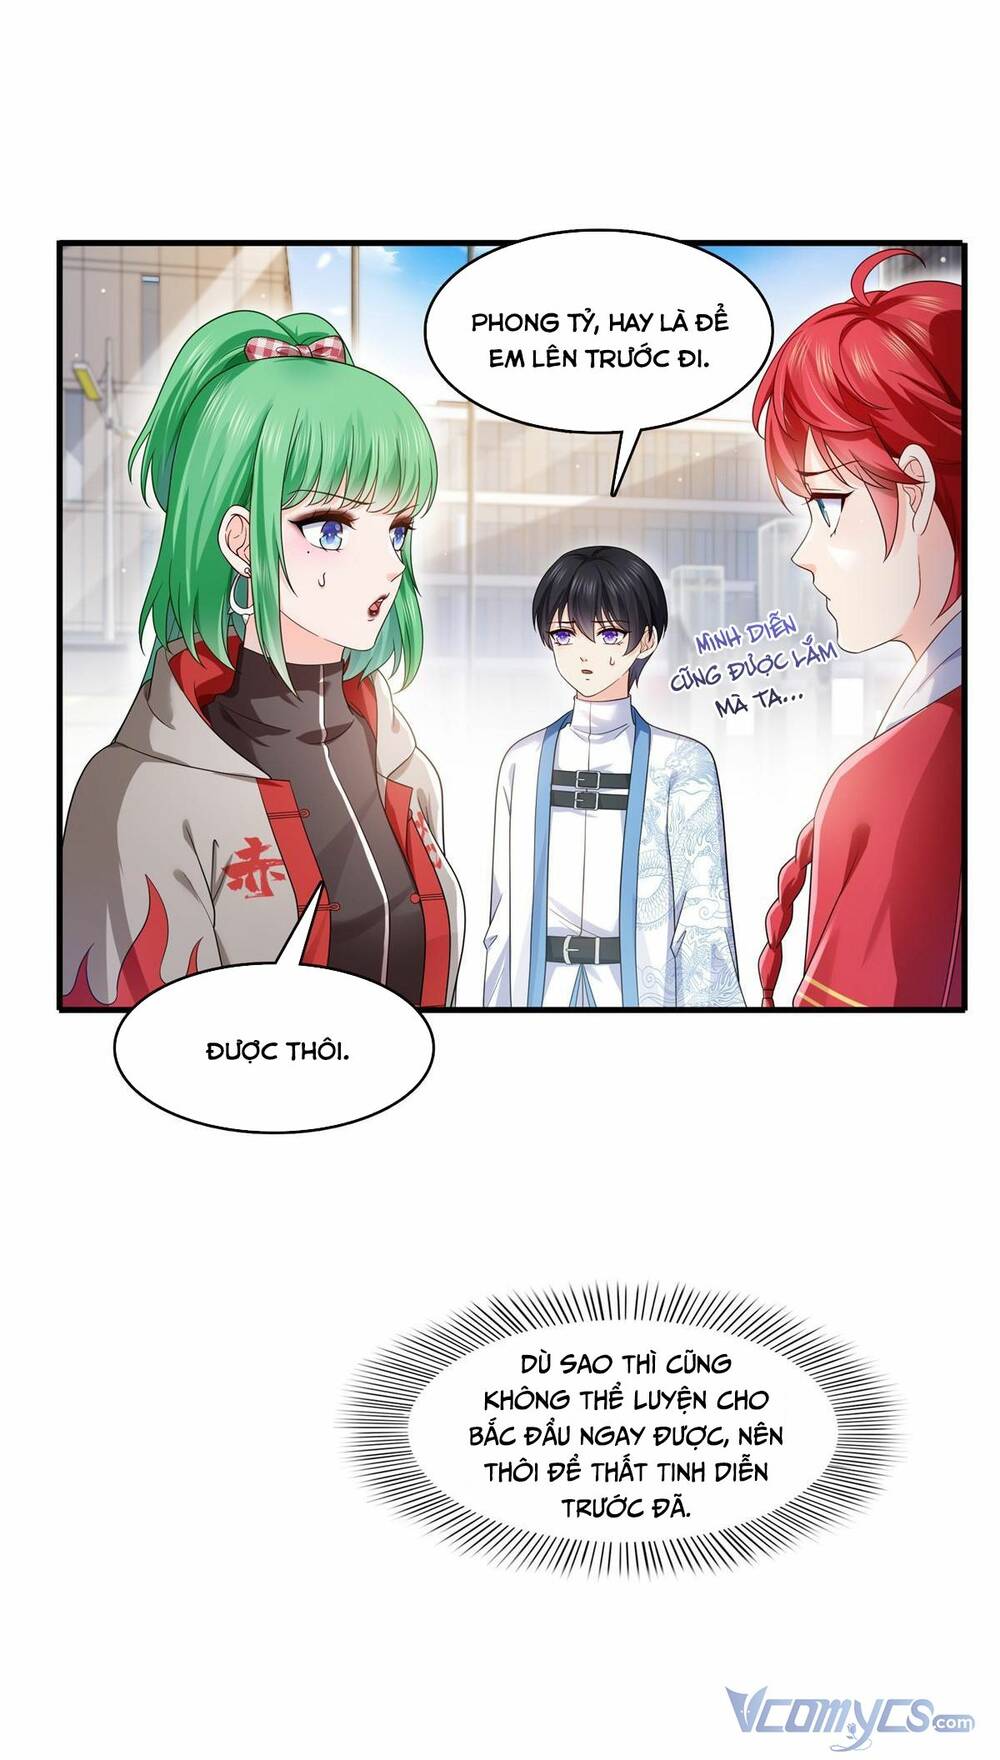 PHONG TỶ, HAY LÀ ĐỂ
EM LÊN TRƯỚC ĐI.
MÌNH DIỄN
CŨNG ĐƯỢC LẮM
MÀ TA...
赤
ĐƯỢC THÔI.
DÙ SAO THÌ CŨNG
KHÔNG THỂ LUYỆN CHO
BẮC ĐẨU NGAY ĐƯỢC, NÊN
THÔI ĐỂ THẤT TINH DIỄN
TRƯỚC ĐÃ.
VCOMYCS.com